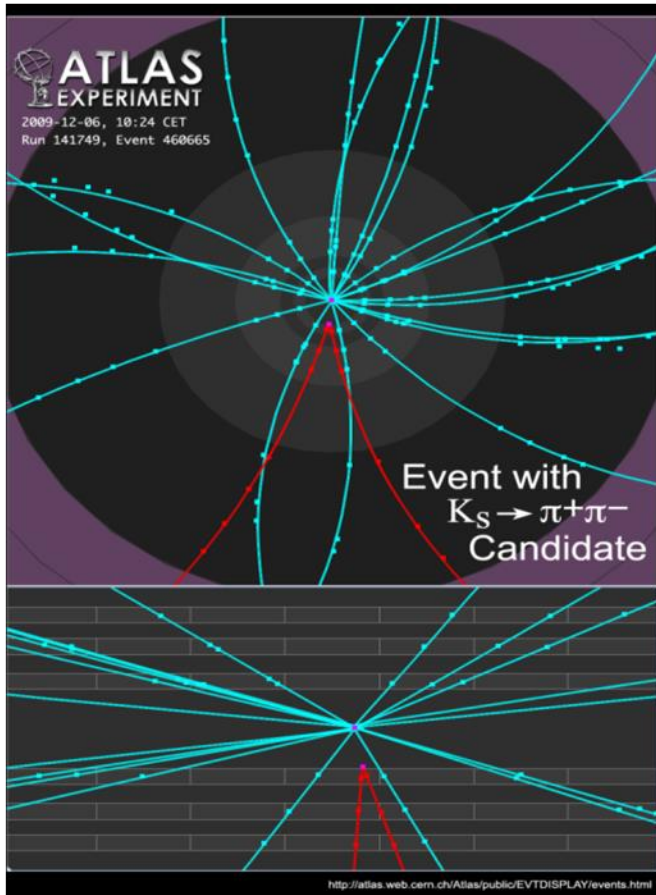 ATLAS
EXPERIMENT
2009-12-06, 10:24 CET
Run 141749, Event 460665
Event with
K_S → π⁺π⁻
Candidate
http://atlas.web.cern.ch/Atlas/public/EVTDISPLAY/events.html